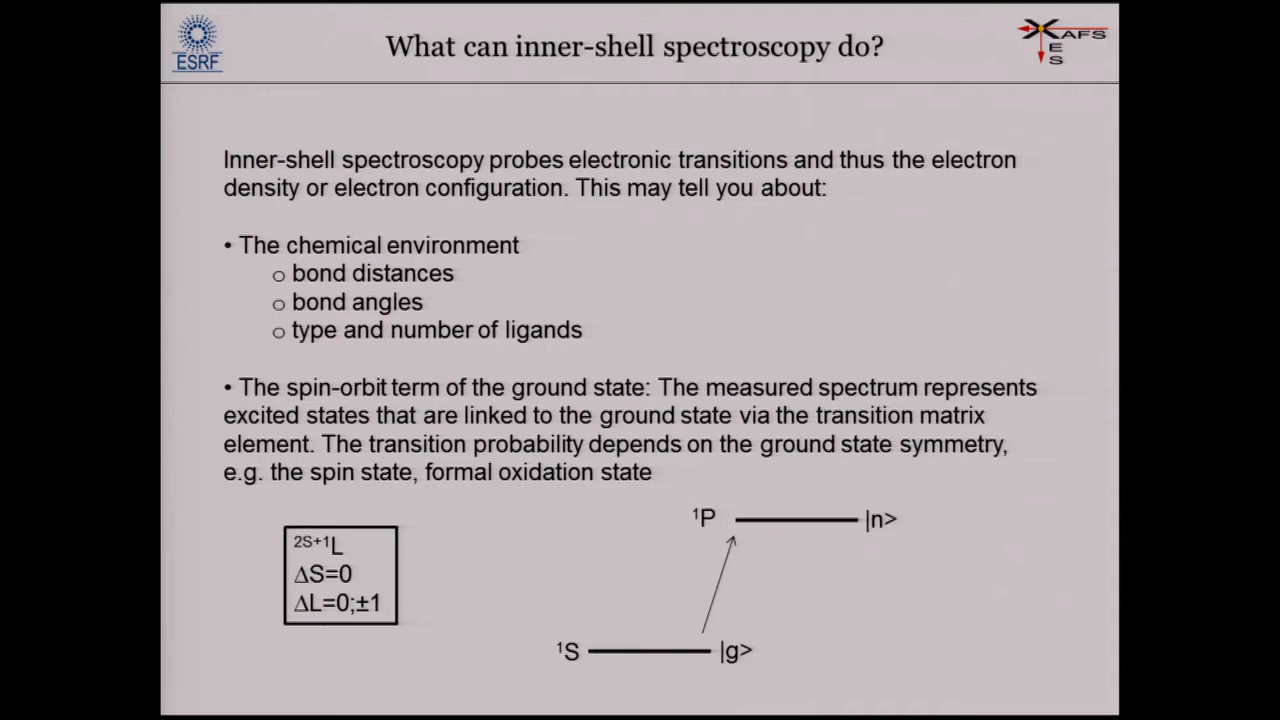 What can inner-shell spectroscopy do?
ESRF
XAFS
E
S
Inner-shell spectroscopy probes electronic transitions and thus the electron
density or electron configuration. This may tell you about:
• The chemical environment
o bond distances
o bond angles
o type and number of ligands
• The spin-orbit term of the ground state: The measured spectrum represents
excited states that are linked to the ground state via the transition matrix
element. The transition probability depends on the ground state symmetry,
e.g. the spin state, formal oxidation state
¹P |n>
²ˢ⁺¹L
ΔS=0
ΔL=0;±1
¹S |g>